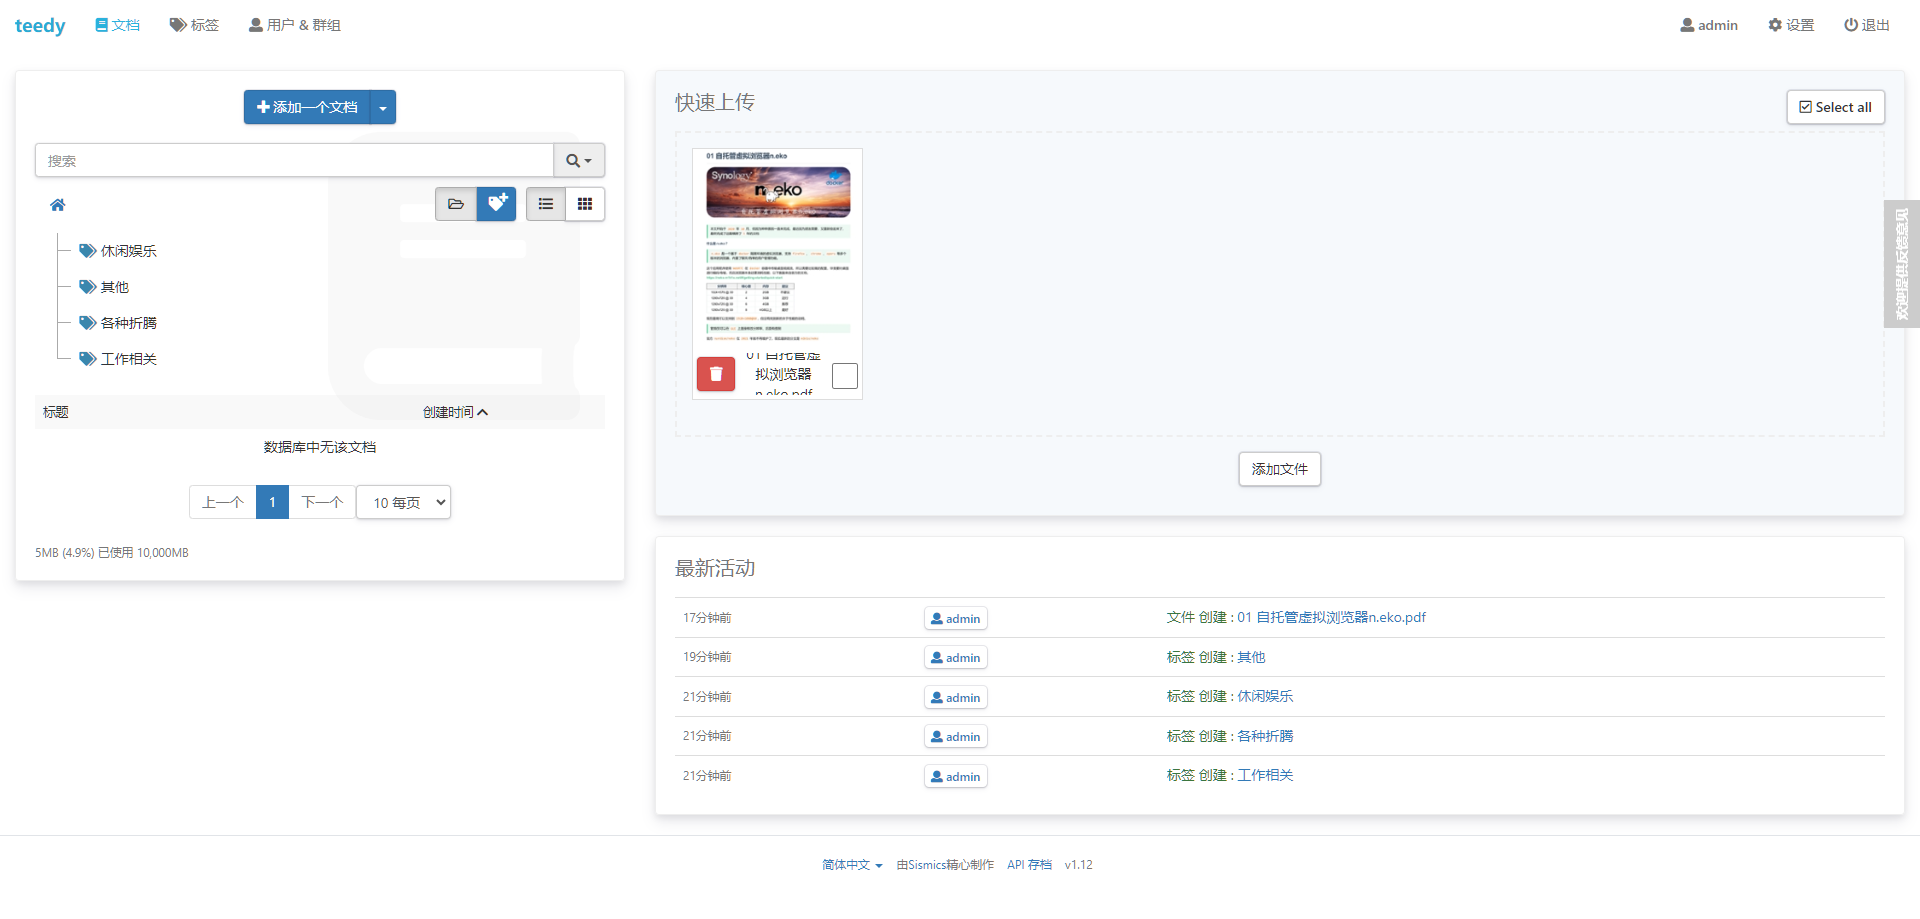 teedy 文档 标签 用户 & 群组 admin 设置 退出
添加一个文档
搜索
休闲娱乐
其他
各种折腾
工作相关
标题 创建时间
数据库中无该文档
上一个 1 下一个 10 每页
5MB (4.9%) 已使用 10,000MB
快速上传
Select all
01 自托管虚拟浏览器n.eko
Synology
n.eko
docker
01 自托管虚
拟浏览器
n.eko.pdf
添加文件
欢迎提供反馈意见
最新活动
17分钟前 admin 文件 创建 : 01 自托管虚拟浏览器n.eko.pdf
19分钟前 admin 标签 创建 : 其他
21分钟前 admin 标签 创建 : 休闲娱乐
21分钟前 admin 标签 创建 : 各种折腾
21分钟前 admin 标签 创建 : 工作相关
简体中文 由Sismics精心制作 API 存档 v1.12